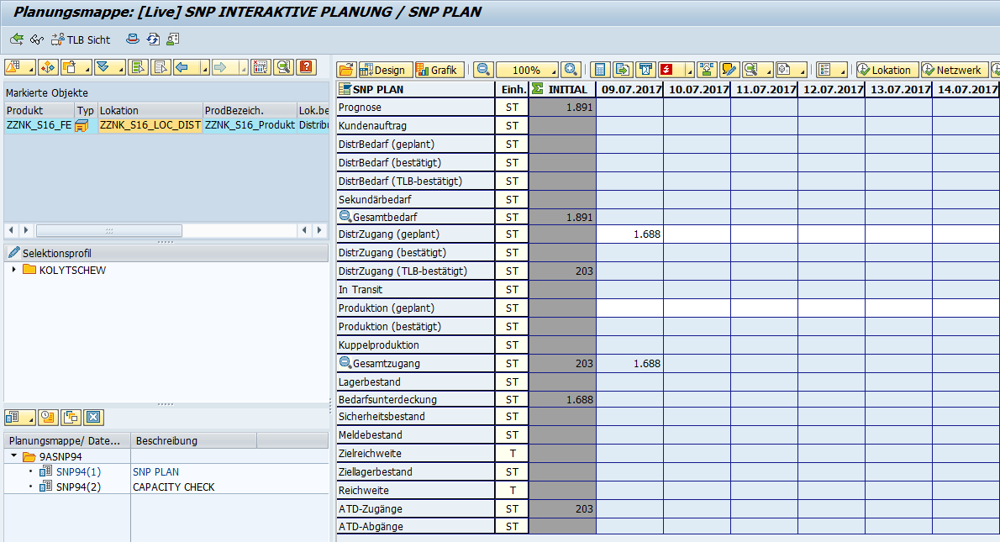 Planungsmappe: [Live] SNP INTERAKTIVE PLANUNG / SNP PLAN
TLB Sicht
Markierte Objekte
Produkt Typ Lokation ProdBezeich. Lok.be
ZZNK_S16_FE ZZNK_S16_LOC_DIST ZZNK_S16_Produkt Distribu
Selektionsprofil
KOLYTSCHEW
Planungsmappe/ Date... Beschreibung
9ASNP94
SNP94(1) SNP PLAN
SNP94(2) CAPACITY CHECK
Design Grafik 100% Lokation Netzwerk
SNP PLAN Einh. Σ INITIAL 09.07.2017 10.07.2017 11.07.2017 12.07.2017 13.07.2017 14.07.2017
Prognose ST 1.891
Kundenauftrag ST
DistrBedarf (geplant) ST
DistrBedarf (bestätigt) ST
DistrBedarf (TLB-bestätigt) ST
Sekundärbedarf ST
Gesamtbedarf ST 1.891
DistrZugang (geplant) ST 1.688
DistrZugang (bestätigt) ST
DistrZugang (TLB-bestätigt) ST 203
In Transit ST
Produktion (geplant) ST
Produktion (bestätigt) ST
Kuppelproduktion ST
Gesamtzugang ST 203 1.688
Lagerbestand ST
Bedarfsunterdeckung ST 1.688
Sicherheitsbestand ST
Meldebestand ST
Zielreichweite T
Ziellagerbestand ST
Reichweite T
ATD-Zugänge ST 203
ATD-Abgänge ST